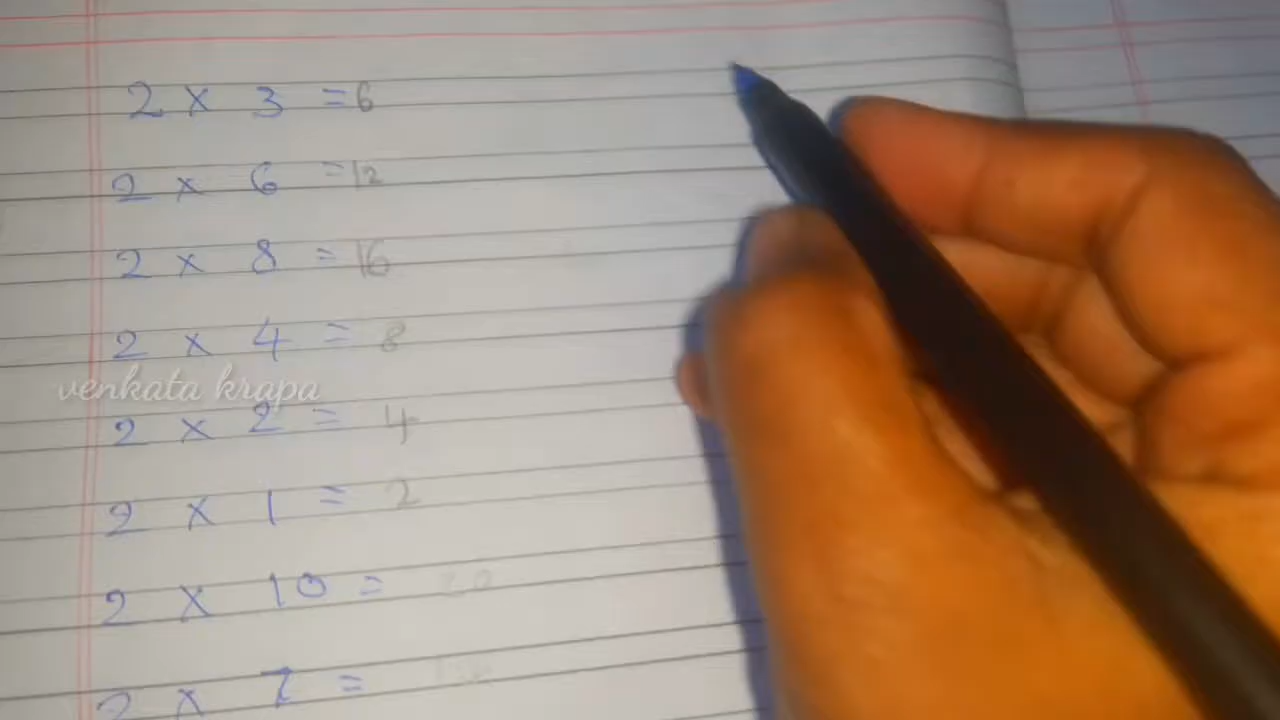 2 x 3 = 6
2 x 6 = 12
2 x 8 = 16
2 x 4 = 8
venkata krapa
2 x 2 = 4
2 x 1 = 2
2 x 10 = 20
2 x 7 =